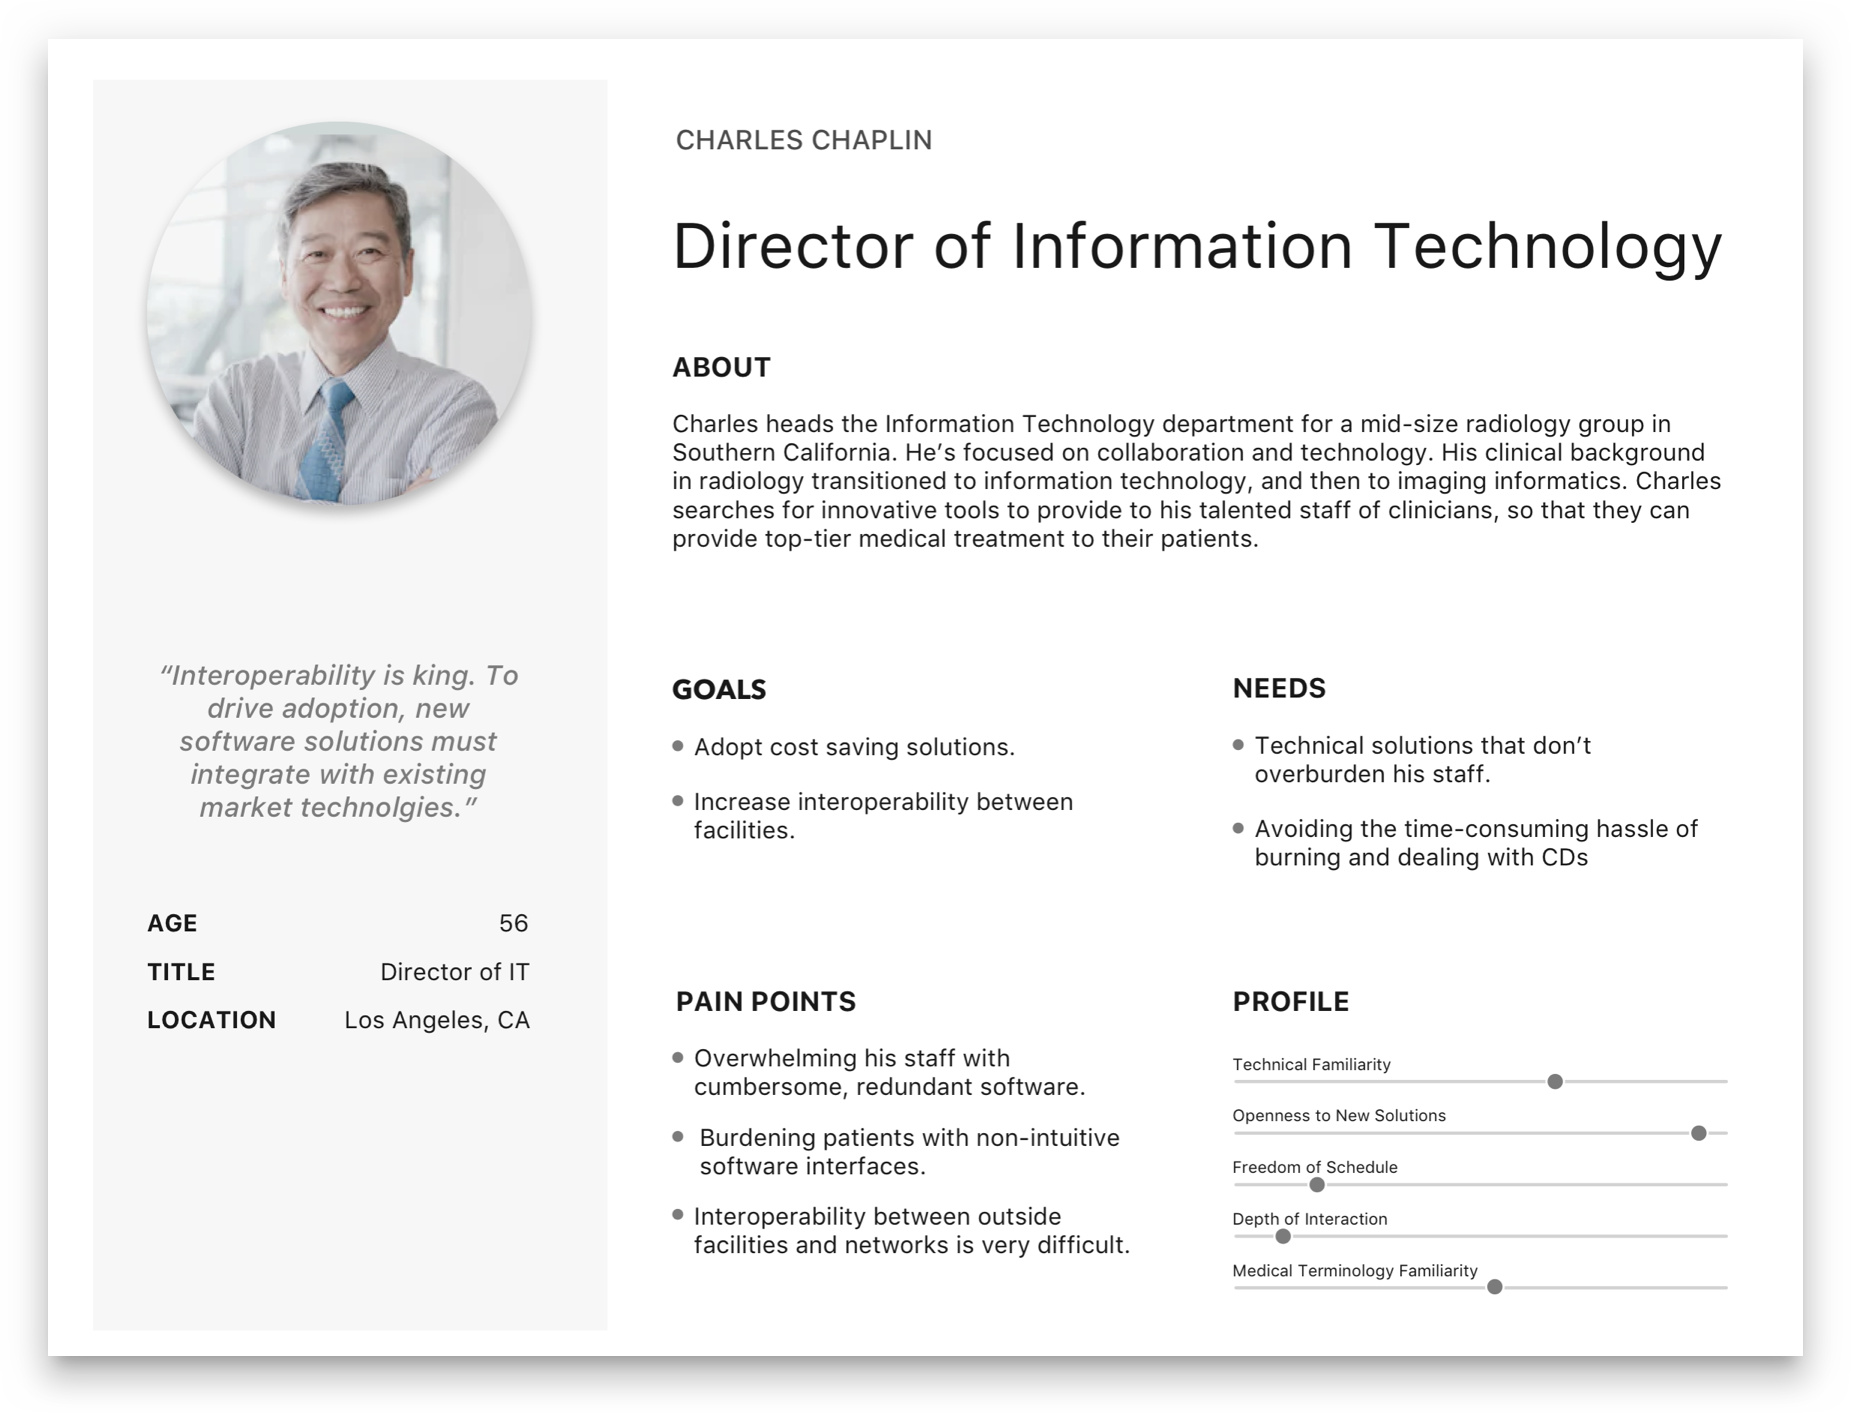 CHARLES CHAPLIN
Director of Information Technology
ABOUT
Charles heads the Information Technology department for a mid-size radiology group in
Southern California. He’s focused on collaboration and technology. His clinical background
in radiology transitioned to information technology, and then to imaging informatics. Charles
searches for innovative tools to provide to his talented staff of clinicians, so that they can
provide top-tier medical treatment to their patients.
“Interoperability is king. To
drive adoption, new
software solutions must
integrate with existing
market technolgies.”
AGE 56
TITLE Director of IT
LOCATION Los Angeles, CA
GOALS
Adopt cost saving solutions.
Increase interoperability between
facilities.
NEEDS
Technical solutions that don’t
overburden his staff.
Avoiding the time-consuming hassle of
burning and dealing with CDs
PAIN POINTS
Overwhelming his staff with
cumbersome, redundant software.
Burdening patients with non-intuitive
software interfaces.
Interoperability between outside
facilities and networks is very difficult.
PROFILE
Technical Familiarity
Openness to New Solutions
Freedom of Schedule
Depth of Interaction
Medical Terminology Familiarity